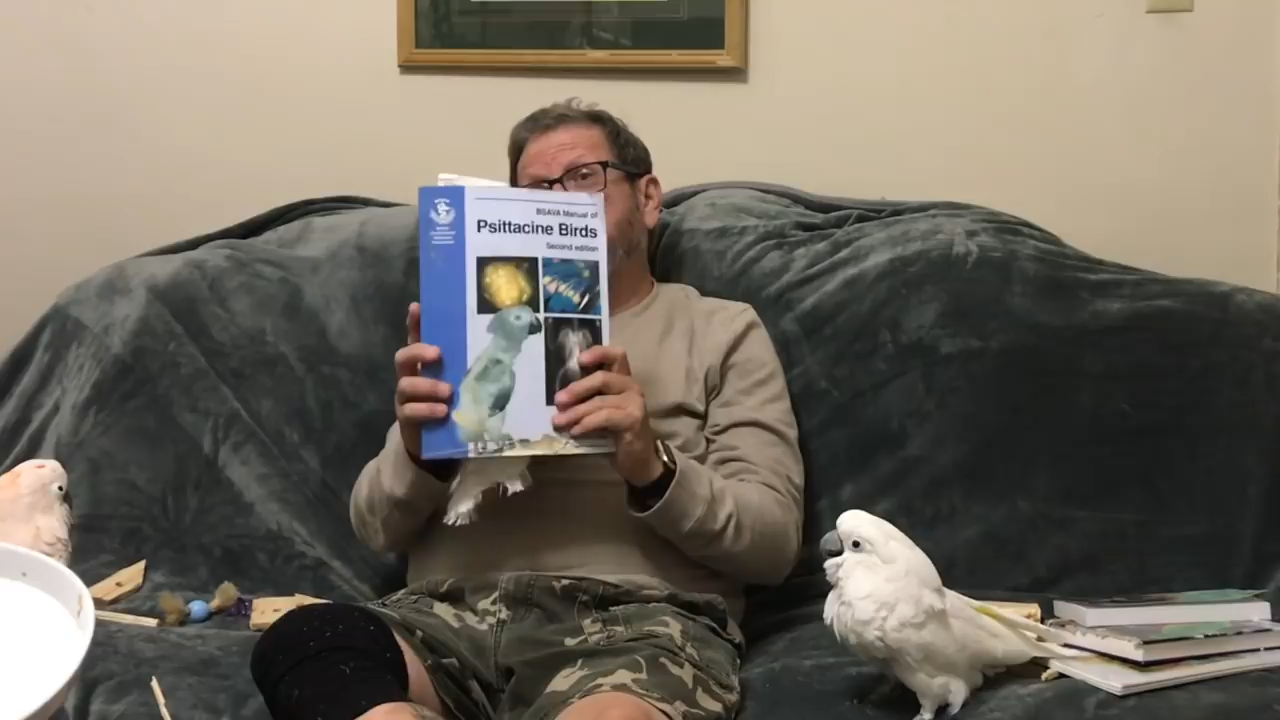 BSAVA Manual of
Psittacine Birds
Second edition